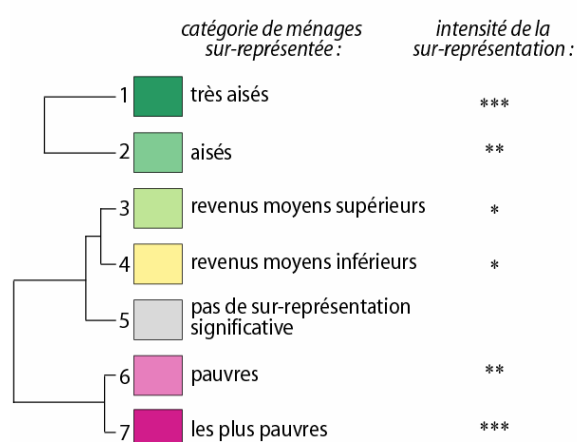 catégorie de ménages
sur-représentée :
intensité de la
sur-représentation :
1 très aisés ***
2 aisés **
3 revenus moyens supérieurs *
4 revenus moyens inférieurs *
5 pas de sur-représentation
significative
6 pauvres **
7 les plus pauvres ***